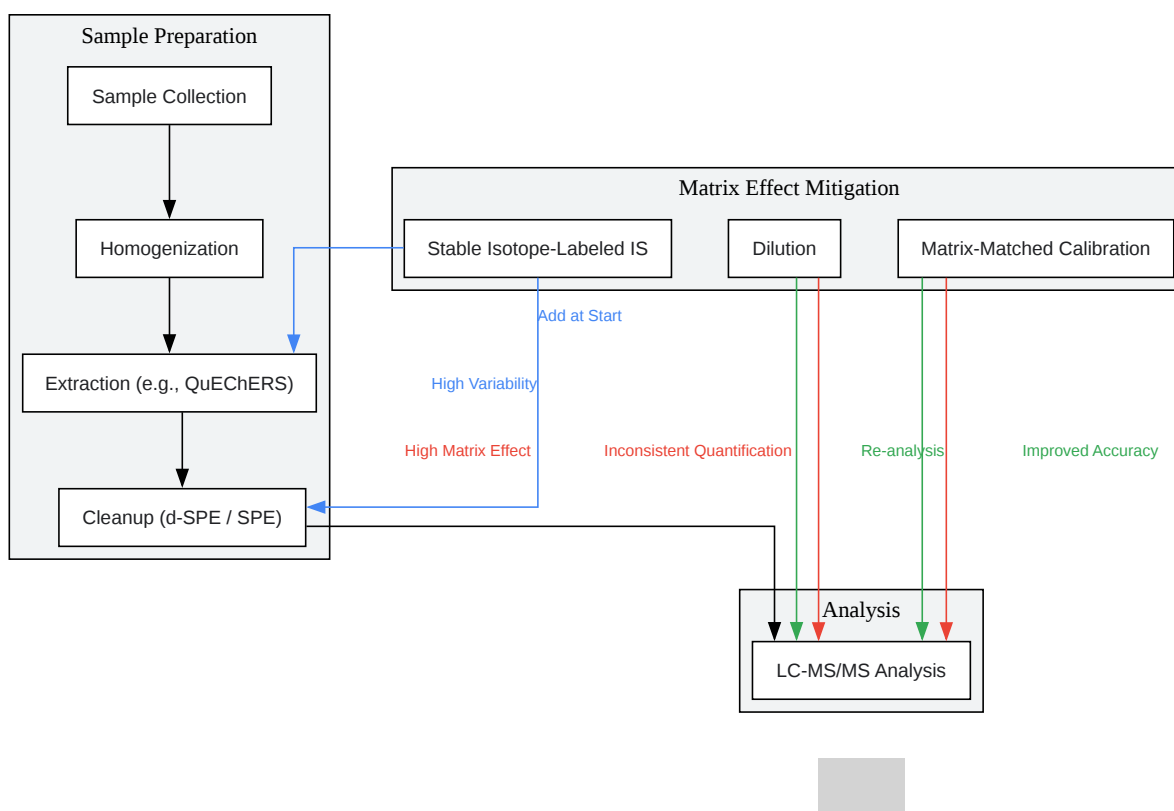 Sample Preparation
Sample Collection
Homogenization
Extraction (e.g., QuEChERS)
Cleanup (d-SPE / SPE)
Matrix Effect Mitigation
Stable Isotope-Labeled IS
Dilution
Matrix-Matched Calibration
Add at Start
High Variability
High Matrix Effect
Inconsistent Quantification
Re-analysis
Improved Accuracy
Analysis
LC-MS/MS Analysis